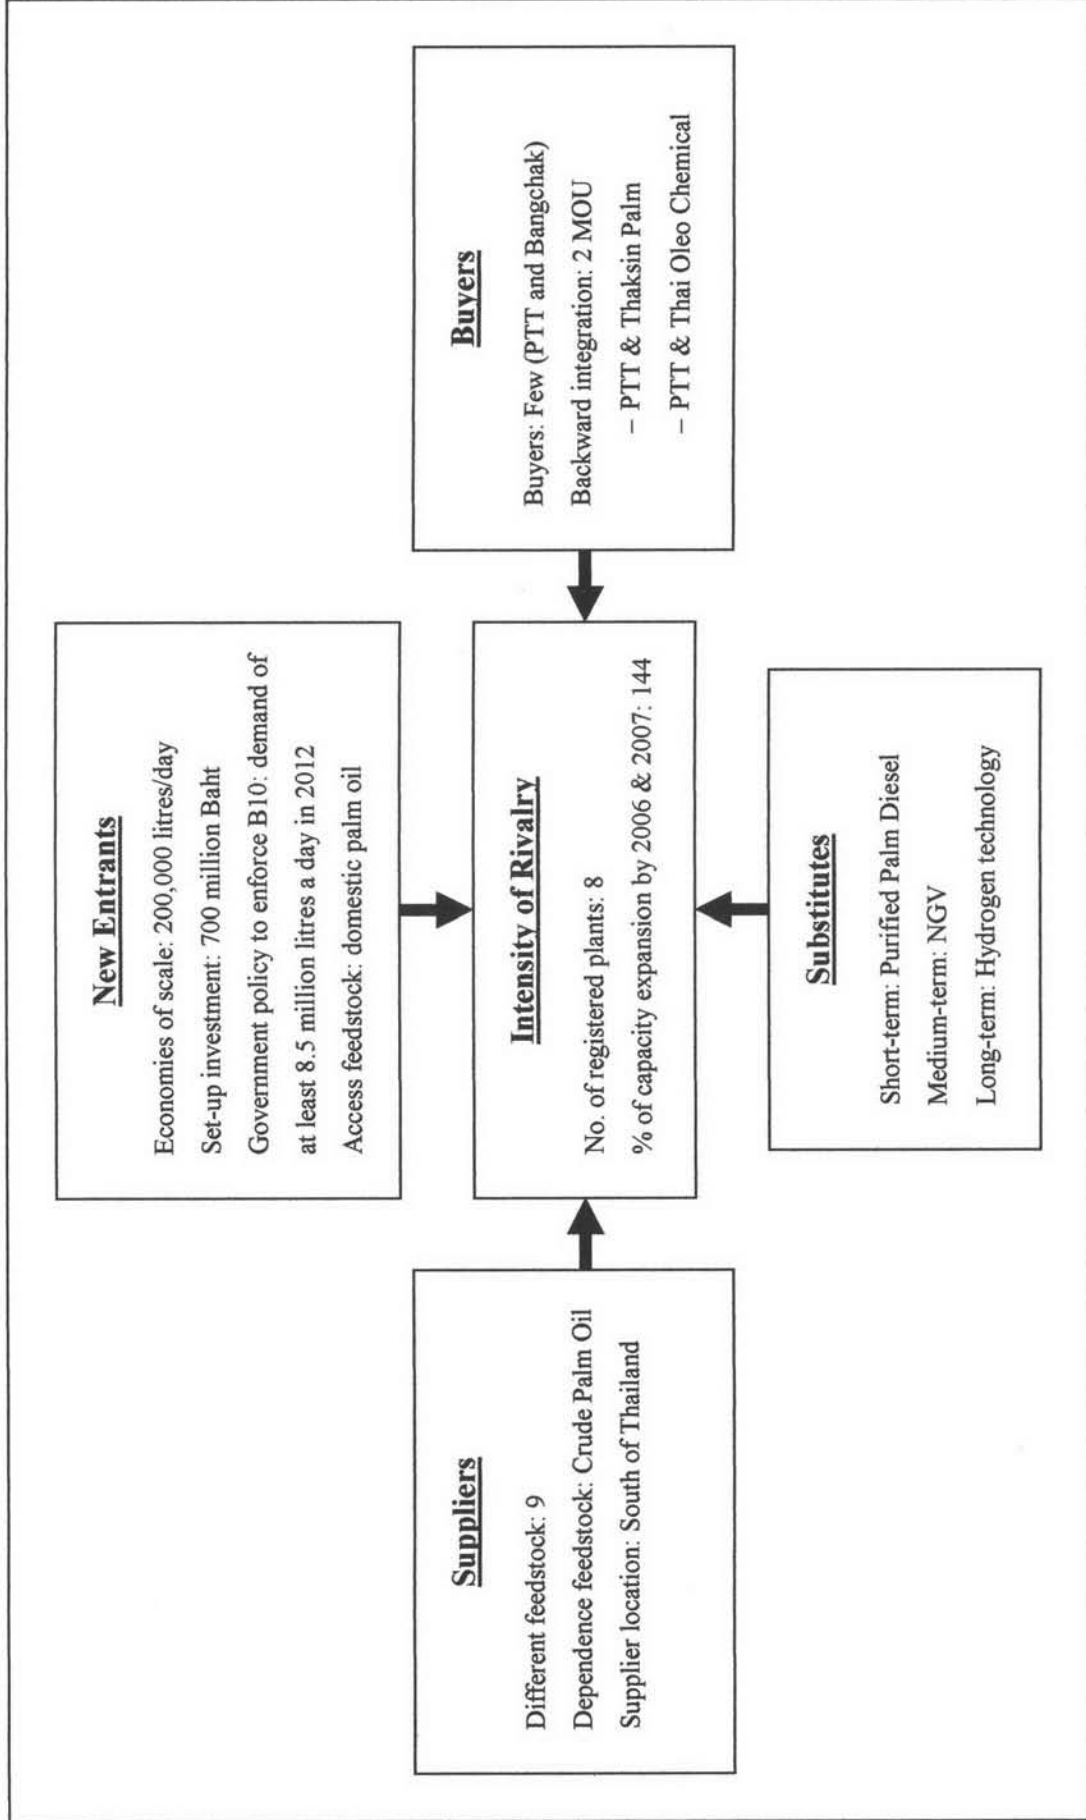 New Entrants
Economies of scale: 200,000 litres/day
Set-up investment: 700 million Baht
Government policy to enforce B10: demand of
at least 8.5 million litres a day in 2012
Access feedstock: domestic palm oil
Suppliers
Different feedstock: 9
Dependence feedstock: Crude Palm Oil
Supplier location: South of Thailand
Intensity of Rivalry
No. of registered plants: 8
% of capacity expansion by 2006 & 2007: 144
Buyers
Buyers: Few (PTT and Bangchak)
Backward integration: 2 MOU
– PTT & Thaksin Palm
– PTT & Thai Oleo Chemical
Substitutes
Short-term: Purified Palm Diesel
Medium-term: NGV
Long-term: Hydrogen technology